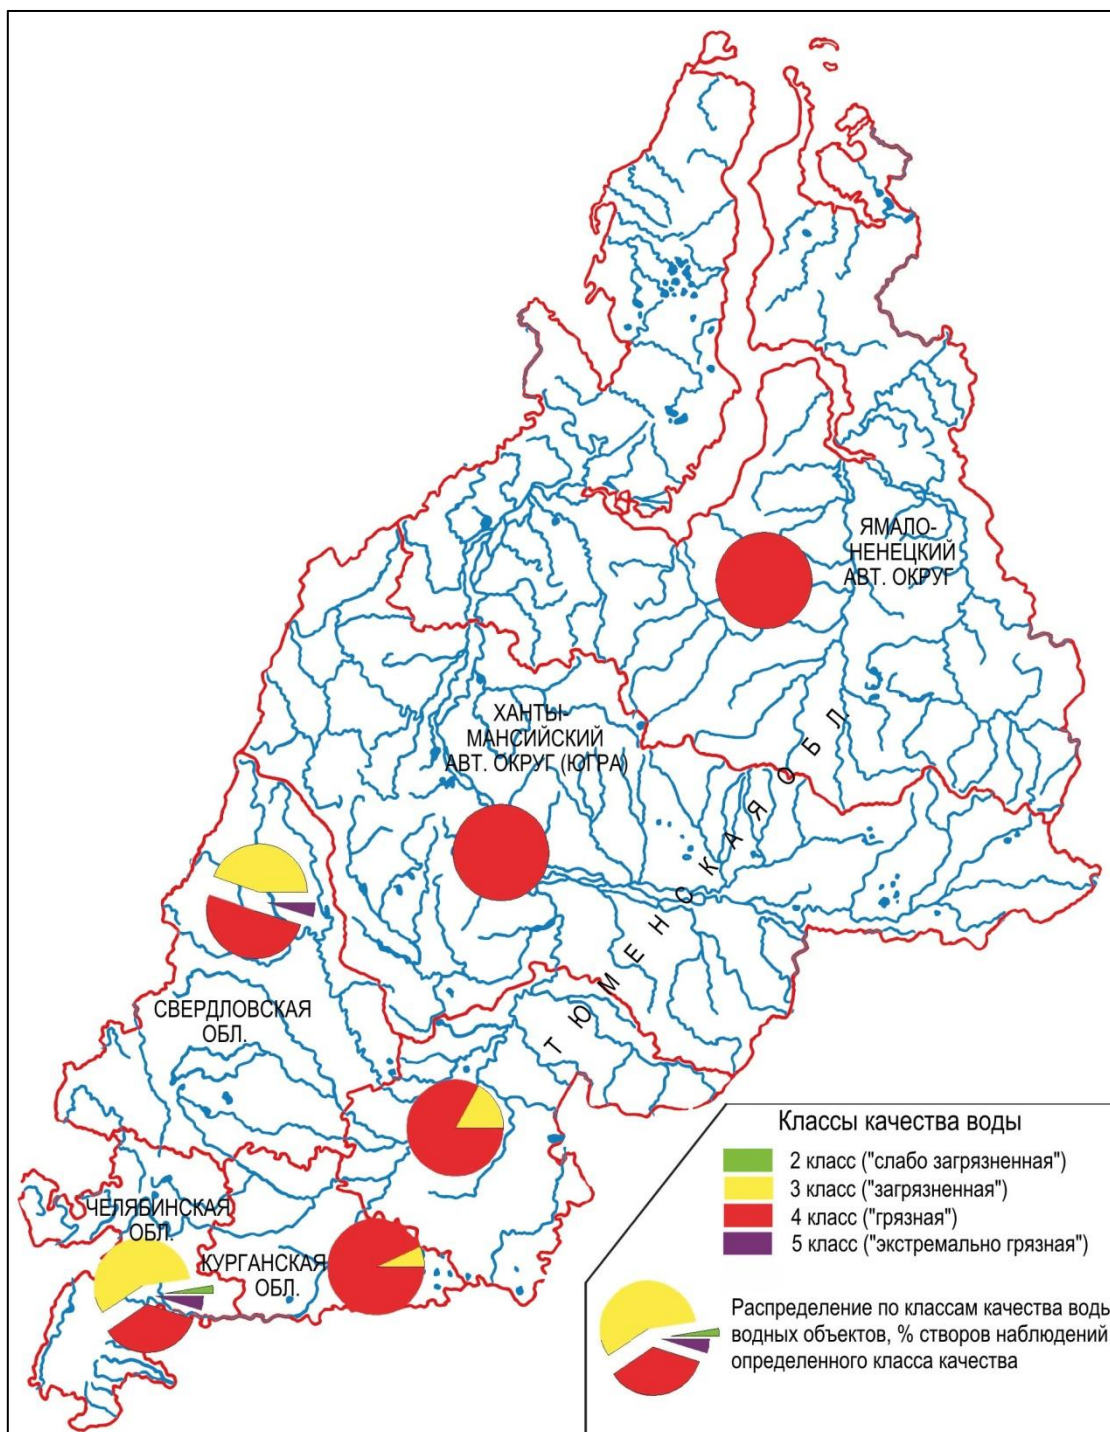 ЯМАЛО-
НЕНЕЦКИЙ
АВТ. ОКРУГ
ХАНТЫ-
МАНСИЙСКИЙ
АВТ. ОКРУГ (ЮГРА)
ТЮМЕНСКАЯ ОБЛ.
СВЕРДЛОВСКАЯ
ОБЛ.
ЧЕЛЯБИНСКАЯ
ОБЛ.
КУРГАНСКАЯ
ОБЛ.
Классы качества воды
2 класс ("слабо загрязненная")
3 класс ("загрязненная")
4 класс ("грязная")
5 класс ("экстремально грязная")
Распределение по классам качества воды
водных объектов, % створов наблюдений
определенного класса качества